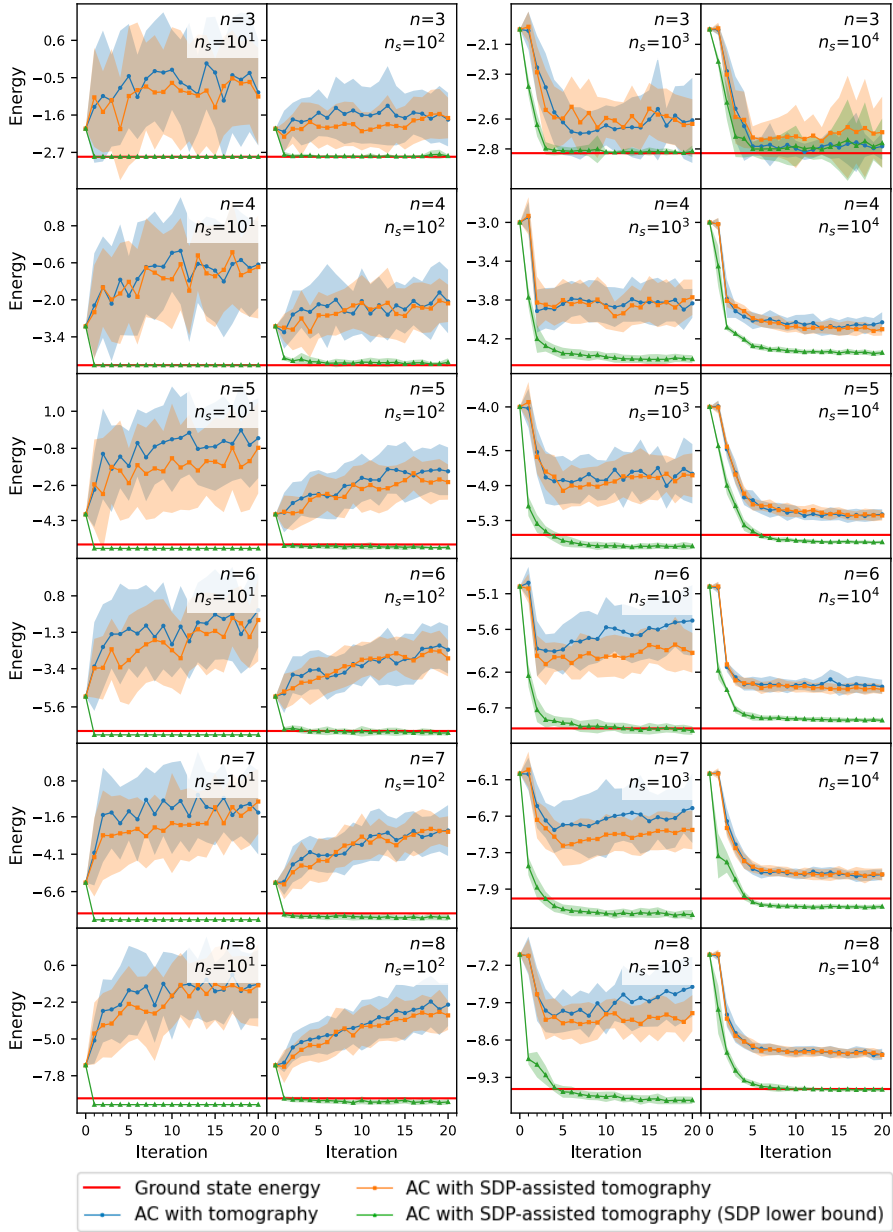 n=3
n_s=10^1
n=3
n_s=10^2
n=3
n_s=10^3
n=3
n_s=10^4
Energy
0.6
−0.5
−1.6
−2.7
−2.1
−2.3
−2.6
−2.8
n=4
n_s=10^1
n=4
n_s=10^2
n=4
n_s=10^3
n=4
n_s=10^4
Energy
0.8
−0.6
−2.0
−3.4
−3.0
−3.4
−3.8
−4.2
n=5
n_s=10^1
n=5
n_s=10^2
n=5
n_s=10^3
n=5
n_s=10^4
Energy
1.0
−0.8
−2.6
−4.3
−4.0
−4.5
−4.9
−5.3
n=6
n_s=10^1
n=6
n_s=10^2
n=6
n_s=10^3
n=6
n_s=10^4
Energy
0.8
−1.3
−3.4
−5.6
−5.1
−5.6
−6.2
−6.7
n=7
n_s=10^1
n=7
n_s=10^2
n=7
n_s=10^3
n=7
n_s=10^4
Energy
0.8
−1.6
−4.1
−6.6
−6.1
−6.7
−7.3
−7.9
n=8
n_s=10^1
n=8
n_s=10^2
n=8
n_s=10^3
n=8
n_s=10^4
Energy
0.6
−2.2
−5.0
−7.8
−7.2
−7.9
−8.6
−9.3
0 5 10 15 20
0 5 10 15 20
0 5 10 15 20
0 5 10 15 20
Iteration
Iteration
Iteration
Iteration
Ground state energy
AC with tomography
AC with SDP-assisted tomography
AC with SDP-assisted tomography (SDP lower bound)